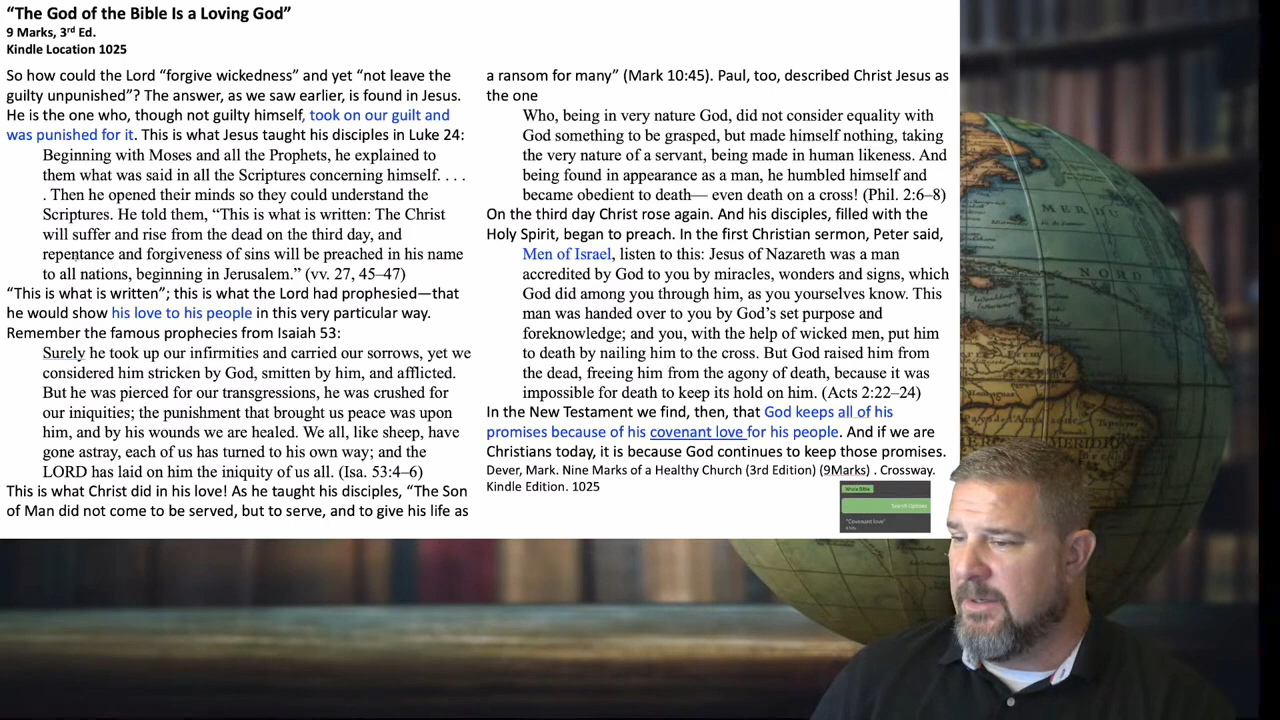 “The God of the Bible Is a Loving God”
9 Marks, 3rd Ed.
Kindle Location 1025
So how could the Lord “forgive wickedness” and yet “not leave the
guilty unpunished”? The answer, as we saw earlier, is found in Jesus.
He is the one who, though not guilty himself, took on our guilt and
was punished for it. This is what Jesus taught his disciples in Luke 24:
Beginning with Moses and all the Prophets, he explained to
them what was said in all the Scriptures concerning himself. . . .
. Then he opened their minds so they could understand the
Scriptures. He told them, “This is what is written: The Christ
will suffer and rise from the dead on the third day, and
repentance and forgiveness of sins will be preached in his name
to all nations, beginning in Jerusalem.” (vv. 27, 45–47)
“This is what is written”; this is what the Lord had prophesied—that
he would show his love to his people in this very particular way.
Remember the famous prophecies from Isaiah 53:
Surely he took up our infirmities and carried our sorrows, yet we
considered him stricken by God, smitten by him, and afflicted.
But he was pierced for our transgressions, he was crushed for
our iniquities; the punishment that brought us peace was upon
him, and by his wounds we are healed. We all, like sheep, have
gone astray, each of us has turned to his own way; and the
LORD has laid on him the iniquity of us all. (Isa. 53:4–6)
This is what Christ did in his love! As he taught his disciples, “The Son
of Man did not come to be served, but to serve, and to give his life as
a ransom for many” (Mark 10:45). Paul, too, described Christ Jesus as
the one
Who, being in very nature God, did not consider equality with
God something to be grasped, but made himself nothing, taking
the very nature of a servant, being made in human likeness. And
being found in appearance as a man, he humbled himself and
became obedient to death— even death on a cross! (Phil. 2:6–8)
On the third day Christ rose again. And his disciples, filled with the
Holy Spirit, began to preach. In the first Christian sermon, Peter said,
Men of Israel, listen to this: Jesus of Nazareth was a man
accredited by God to you by miracles, wonders and signs, which
God did among you through him, as you yourselves know. This
man was handed over to you by God’s set purpose and
foreknowledge; and you, with the help of wicked men, put him
to death by nailing him to the cross. But God raised him from
the dead, freeing him from the agony of death, because it was
impossible for death to keep its hold on him. (Acts 2:22–24)
In the New Testament we find, then, that God keeps all of his
promises because of his covenant love for his people. And if we are
Christians today, it is because God continues to keep those promises.
Dever, Mark. Nine Marks of a Healthy Church (3rd Edition) (9Marks) . Crossway.
Kindle Edition. 1025
Search Options
"Covenant love"
MER DU
NORD
MERIDI